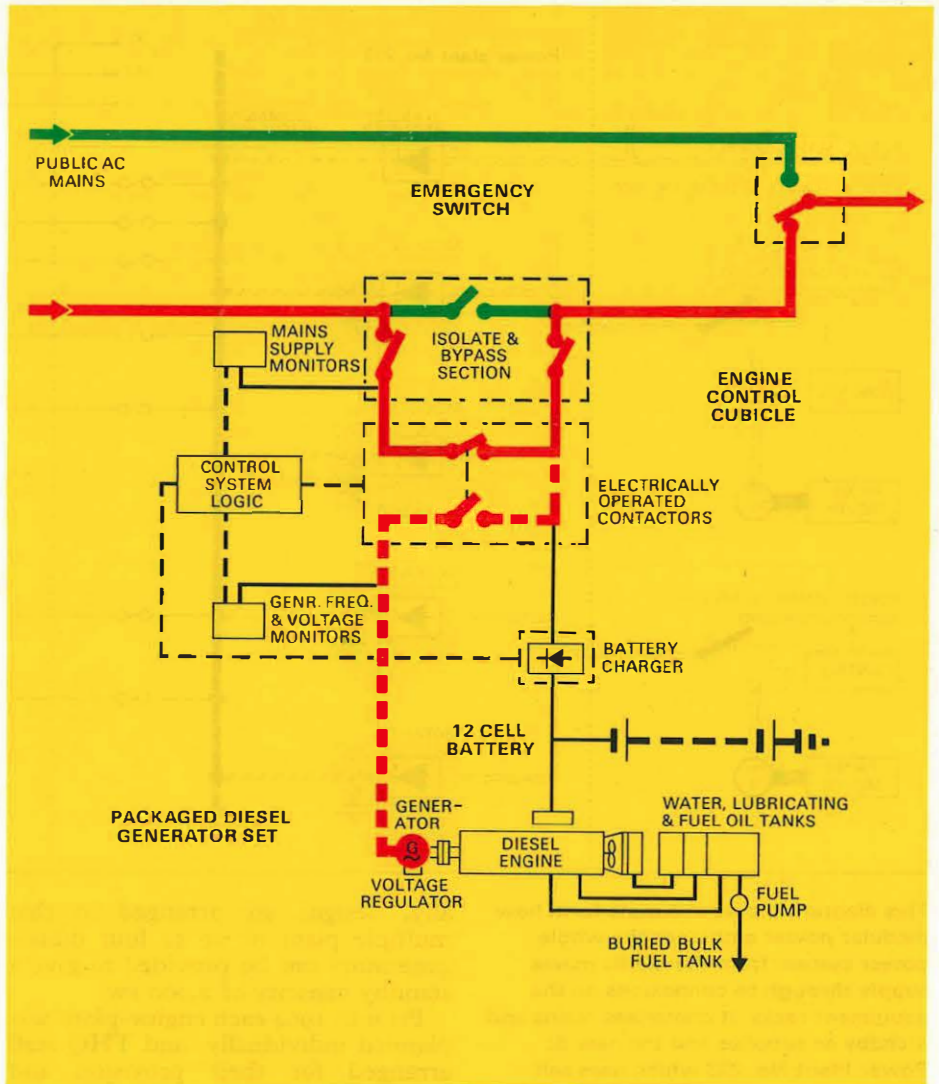 PUBLIC AC
MAINS
EMERGENCY
SWITCH
MAINS
SUPPLY
MONITORS
ISOLATE &
BYPASS
SECTION
ENGINE
CONTROL
CUBICLE
CONTROL
SYSTEM
LOGIC
ELECTRICALLY
OPERATED
CONTACTORS
GENR. FREQ.
& VOLTAGE
MONITORS
BATTERY
CHARGER
12 CELL
BATTERY
PACKAGED DIESEL
GENERATOR SET
GENER-
ATOR
G
VOLTAGE
REGULATOR
DIESEL
ENGINE
WATER, LUBRICATING
& FUEL OIL TANKS
FUEL
PUMP
BURIED BULK
FUEL TANK